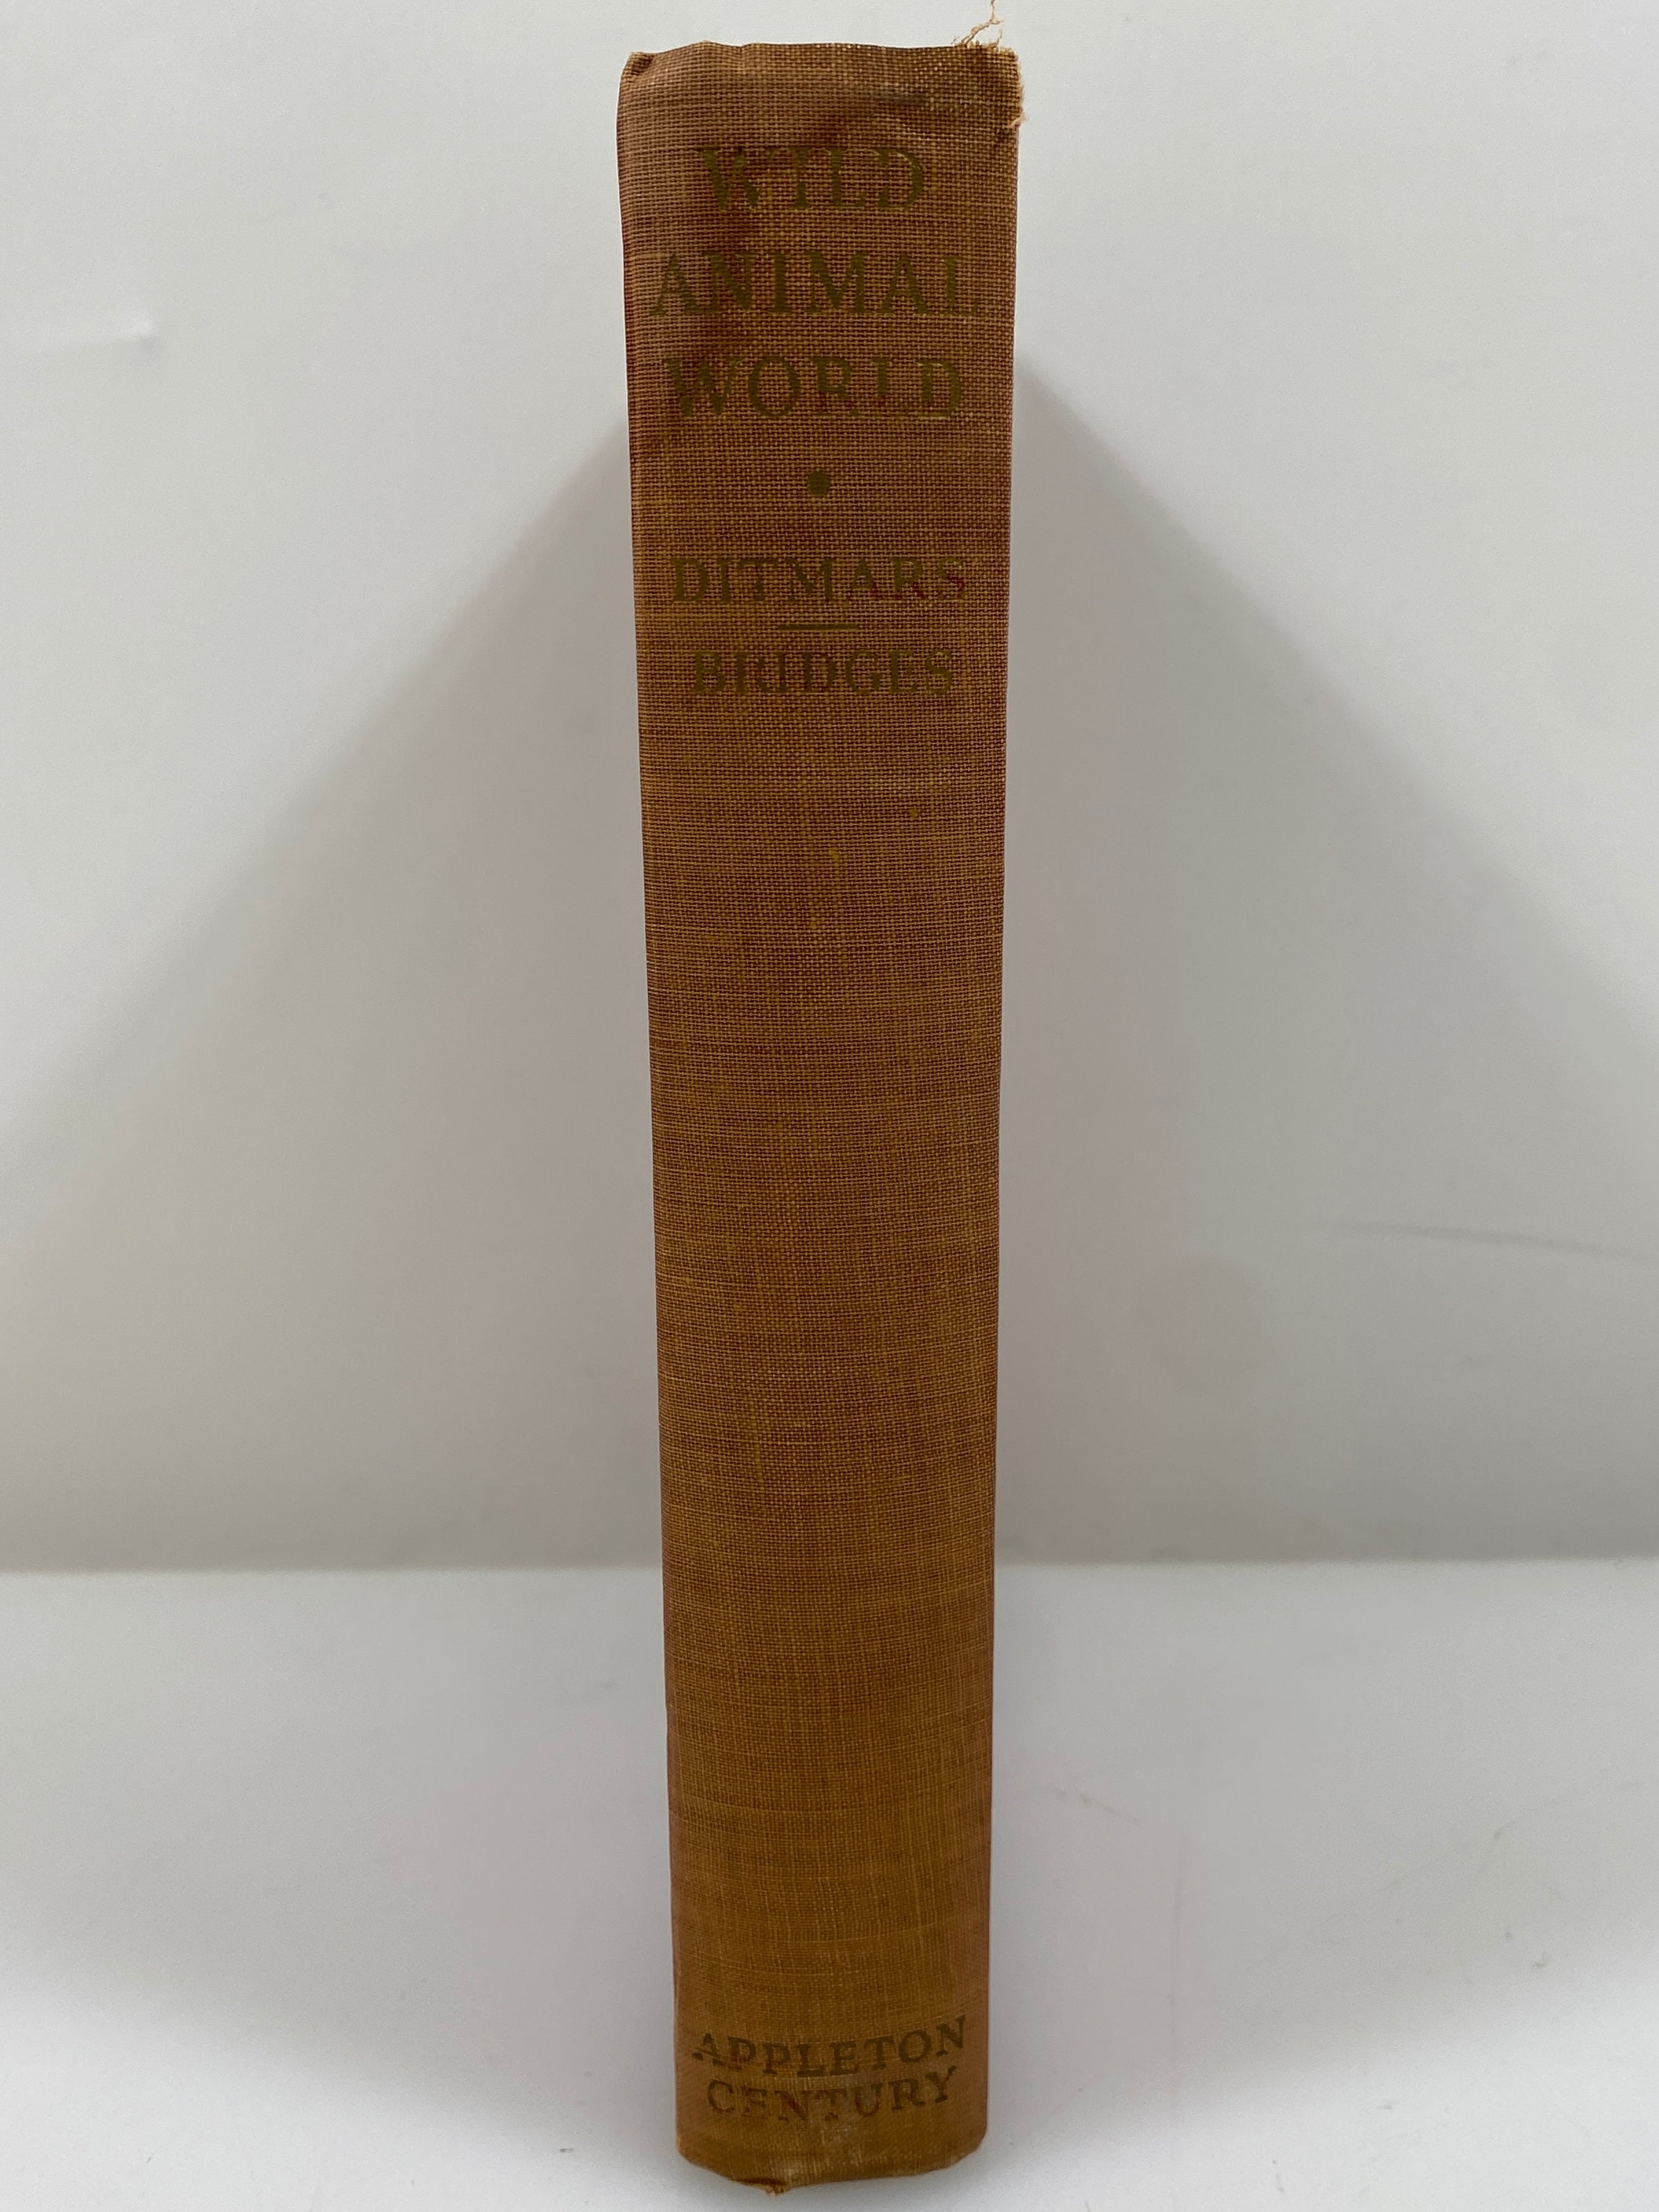 WILD
ANIMAL
WORLD
DITMARS
BRIDGES
APPLETON
CENTURY